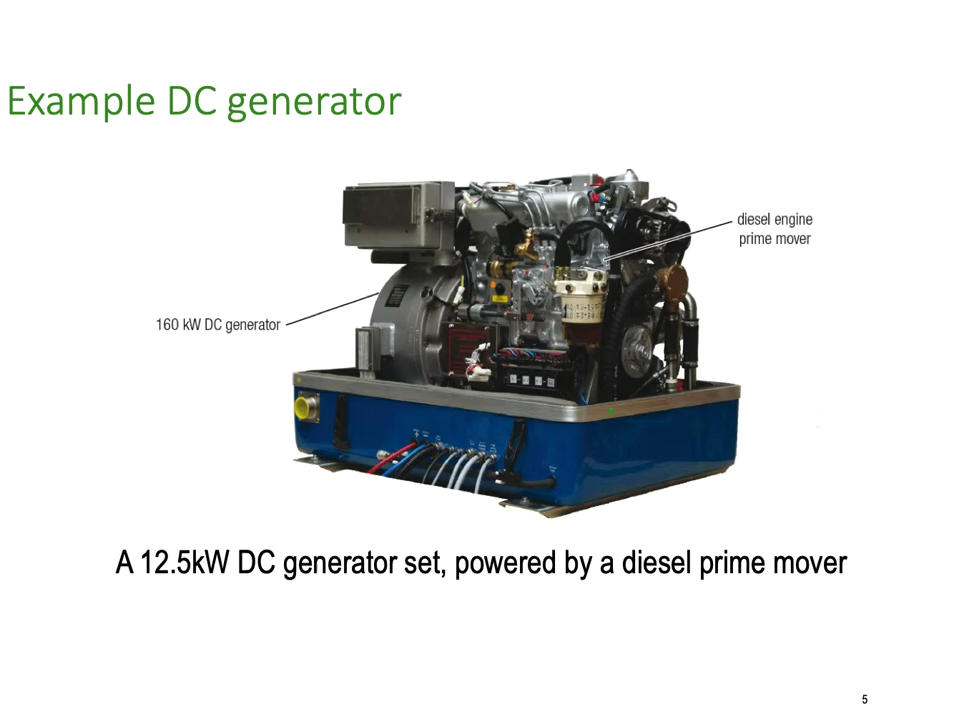 Example DC generator
diesel engine
prime mover
160 kW DC generator
A 12.5kW DC generator set, powered by a diesel prime mover
5